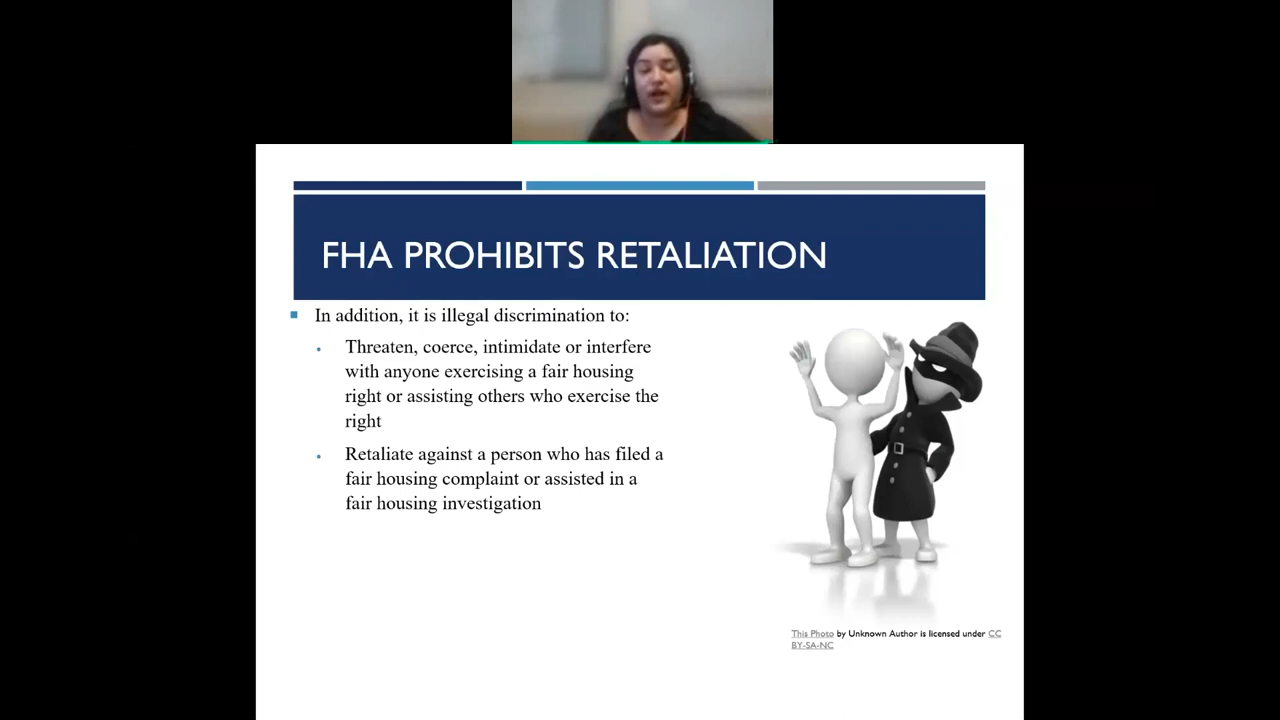 FHA PROHIBITS RETALIATION
In addition, it is illegal discrimination to:
Threaten, coerce, intimidate or interfere
with anyone exercising a fair housing
right or assisting others who exercise the
right
Retaliate against a person who has filed a
fair housing complaint or assisted in a
fair housing investigation
This Photo by Unknown Author is licensed under CC
BY-SA-NC